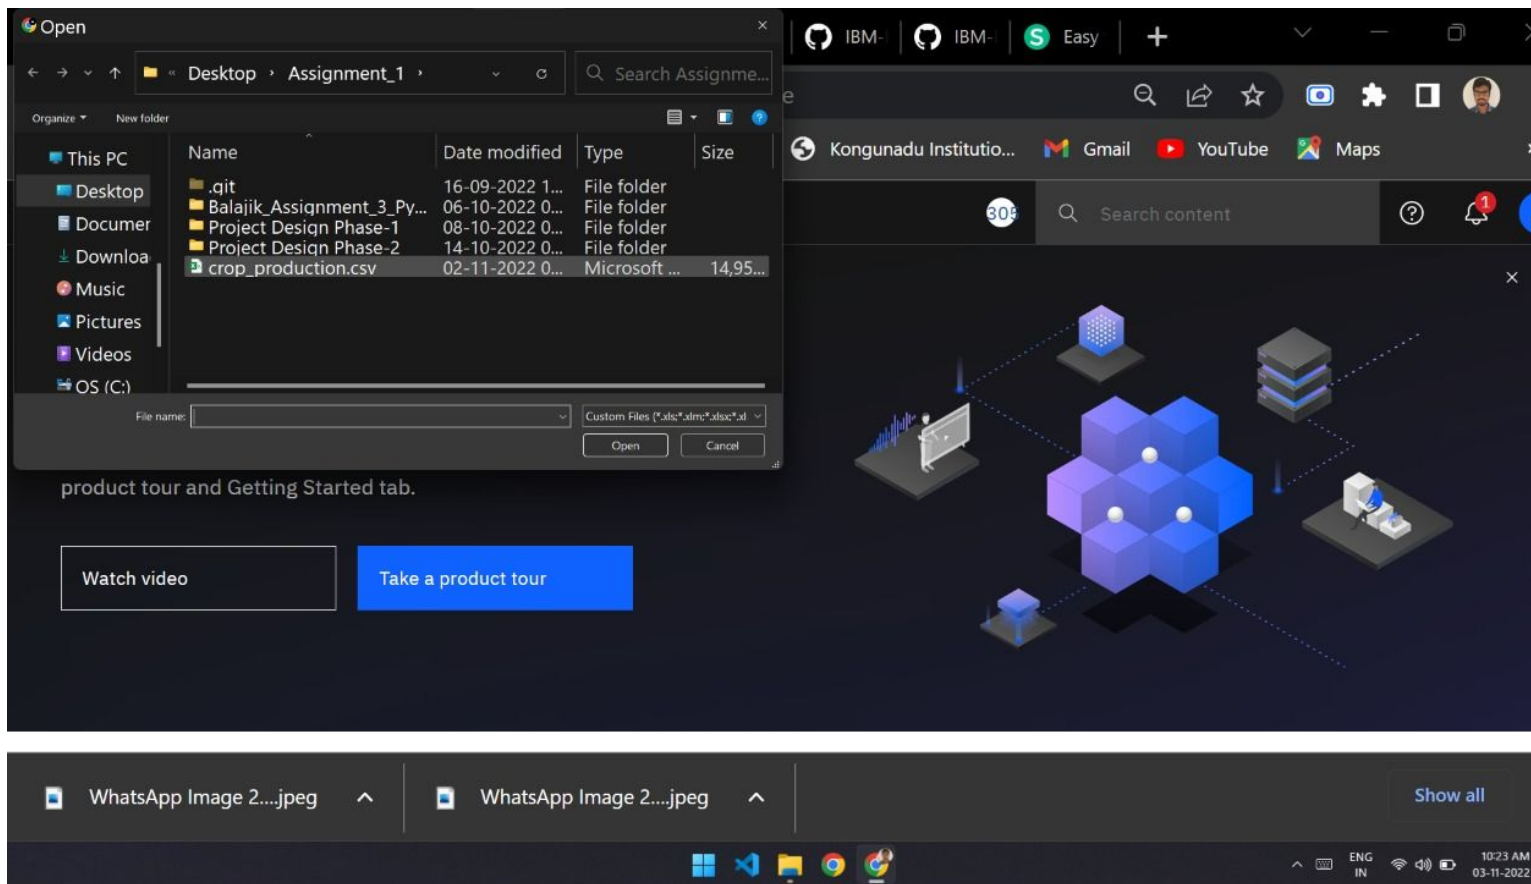 Open
IBM-
IBM-
S Easy
Desktop
Assignment_1
Search Assignme...
Organize
New folder
Kongunadu Institutio...
Gmail
YouTube
Maps
This PC
Name
Date modified
Type
Size
Desktop
.git
16-09-2022 1...
File folder
Balajik_Assignment_3_Py...
06-10-2022 0...
File folder
Documer
Project Design Phase-1
08-10-2022 0...
File folder
Project Design Phase-2
14-10-2022 0...
File folder
Downloa
crop_production.csv
02-11-2022 0...
Microsoft ...
14,95...
Music
Pictures
Videos
OS (C:)
305
Search content
1
File name:
Custom Files (*.xls;*.xlm;*.xlsx;*.xl
Open
Cancel
product tour and Getting Started tab.
Watch video
Take a product tour
WhatsApp Image 2....jpeg
WhatsApp Image 2....jpeg
Show all
ENG
IN
10:23 AM
03-11-2022